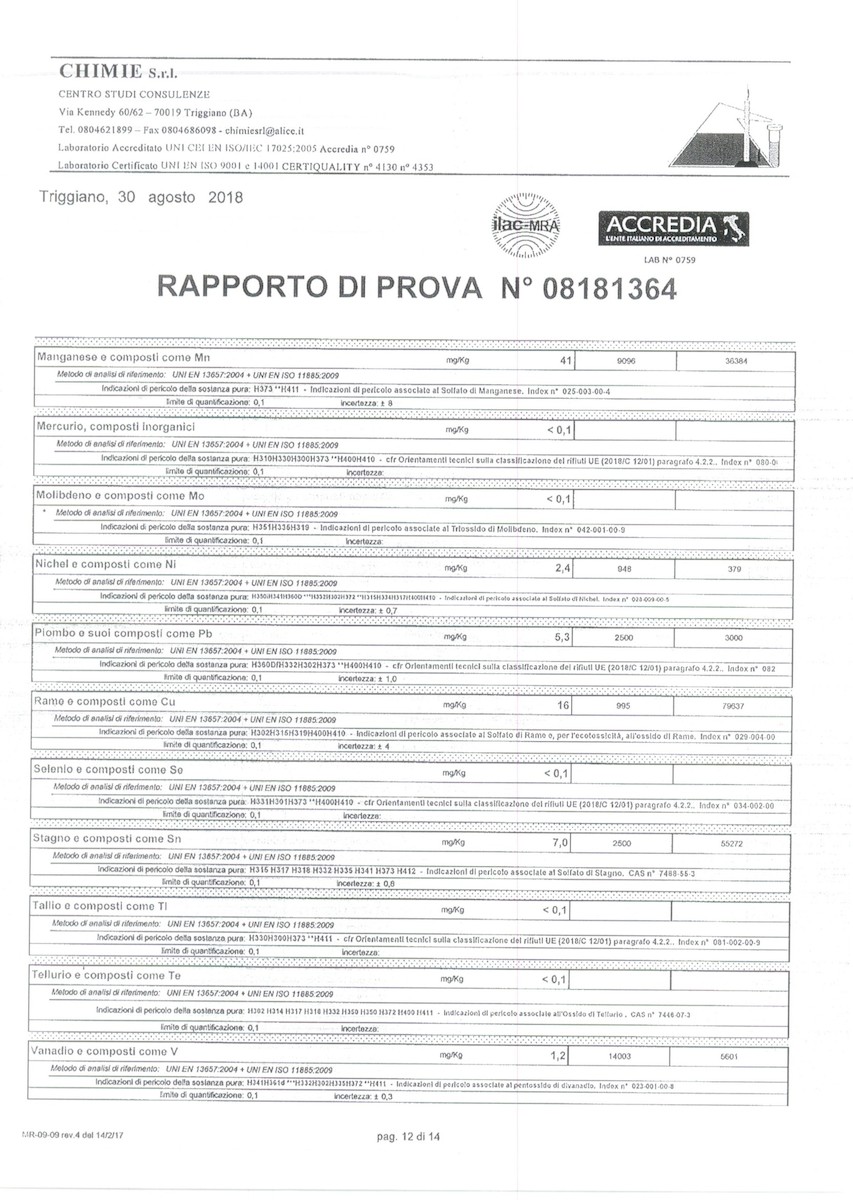 CHIMIE S.r.l.
CENTRO STUDI CONSULENZE
Via Kennedy 60/62 – 70019 Triggiano (BA)
Tel. 0804621899 – Fax 0804686098 - chimiesrl@alice.it
Laboratorio Accreditato UNI CEI EN ISO/IEC 17025:2005 Accredia n° 0759
Laboratorio Certificato UNI EN ISO 9001 e 14001 CERTIQUALITY n° 4130 n° 4353
Triggiano, 30 agosto 2018
ilac-MRA
ACCREDIA
L'ENTE ITALIANO DI ACCREDITAMENTO
LAB N° 0759
RAPPORTO DI PROVA N° 08181364
Manganese e composti come Mn mg/Kg 41 9096 36384
Metodo di analisi di riferimento: UNI EN 13657:2004 + UNI EN ISO 11885:2009
Indicazioni di pericolo della sostanza pura: H373 **H411 - Indicazioni di pericolo associate al Solfato di Manganese. Index n° 025-003-00-4
limite di quantificazione: 0,1 incertezza: ± 8
Mercurio, composti inorganici mg/Kg < 0,1
Metodo di analisi di riferimento: UNI EN 13657:2004 + UNI EN ISO 11885:2009
Indicazioni di pericolo della sostanza pura: H310H330H300H373 **H400H410 - cfr Orientamenti tecnici sulla classificazione dei rifiuti UE (2018/C 12/01) paragrafo 4.2.2.. Index n° 080-0
limite di quantificazione: 0,1 incertezza:
Molibdeno e composti come Mo mg/Kg < 0,1
* Metodo di analisi di riferimento: UNI EN 13657:2004 + UNI EN ISO 11885:2009
Indicazioni di pericolo della sostanza pura: H351H335H319 - Indicazioni di pericolo associate al Triossido di Molibdeno. Index n° 042-001-00-9
limite di quantificazione: 0,1 incertezza:
Nichel e composti come Ni mg/Kg 2,4 948 379
Metodo di analisi di riferimento: UNI EN 13657:2004 + UNI EN ISO 11885:2009
Indicazioni di pericolo della sostanza pura: - Indicazioni di pericolo associate al Solfato di Nichel. Index n° 028-009-00-5
limite di quantificazione: 0,1 incertezza: ± 0,7
Piombo e suoi composti come Pb mg/Kg 5,3 2500 3000
Metodo di analisi di riferimento: UNI EN 13657:2004 + UNI EN ISO 11885:2009
Indicazioni di pericolo della sostanza pura: H360DfH332H302H373 **H400H410 - cfr Orientamenti tecnici sulla classificazione dei rifiuti UE (2018/C 12/01) paragrafo 4.2.2.. Index n° 082
limite di quantificazione: 0,1 incertezza: ± 1,0
Rame e composti come Cu mg/Kg 16 995 79637
Metodo di analisi di riferimento: UNI EN 13657:2004 + UNI EN ISO 11885:2009
Indicazioni di pericolo della sostanza pura: H302H315H319H400H410 - Indicazioni di pericolo associate al Solfato di Rame e, per l'ecotossicità, all'ossido di Rame. Index n° 029-004-00
limite di quantificazione: 0,1 incertezza: ± 4
Selenio e composti come Se mg/Kg < 0,1
Metodo di analisi di riferimento: UNI EN 13657:2004 + UNI EN ISO 11885:2009
Indicazioni di pericolo della sostanza pura: H331H301H373 **H400H410 - cfr Orientamenti tecnici sulla classificazione dei rifiuti UE (2018/C 12/01) paragrafo 4.2.2.. Index n° 034-002-00
limite di quantificazione: 0,1 incertezza:
Stagno e composti come Sn mg/Kg 7,0 2500 55272
Metodo di analisi di riferimento: UNI EN 13657:2004 + UNI EN ISO 11885:2009
Indicazioni di pericolo della sostanza pura: H315 H317 H318 H332 H335 H341 H373 H412 - Indicazioni di pericolo associate al Solfato di Stagno. CAS n° 7488-55-3
limite di quantificazione: 0,1 incertezza: ± 0,8
Tallio e composti come Tl mg/Kg < 0,1
Metodo di analisi di riferimento: UNI EN 13657:2004 + UNI EN ISO 11885:2009
Indicazioni di pericolo della sostanza pura: H330H300H373 **H411 - cfr Orientamenti tecnici sulla classificazione dei rifiuti UE (2018/C 12/01) paragrafo 4.2.2.. Index n° 081-002-00-9
limite di quantificazione: 0,1 incertezza:
Tellurio e composti come Te mg/Kg < 0,1
Metodo di analisi di riferimento: UNI EN 13657:2004 + UNI EN ISO 11885:2009
Indicazioni di pericolo della sostanza pura: H302 H314 H317 H318 H332 H350 H360 H372 H400 H411 - Indicazioni di pericolo associate all'Ossido di Tellurio . CAS n° 7446-07-3
limite di quantificazione: 0,1 incertezza:
Vanadio e composti come V mg/Kg 1,2 14003 5601
Metodo di analisi di riferimento: UNI EN 13657:2004 + UNI EN ISO 11885:2009
Indicazioni di pericolo della sostanza pura: H341H361d ***H332H302H335H372 **H411 - Indicazioni di pericolo associate al pentossido di divanadio. Index n° 023-001-00-8
limite di quantificazione: 0,1 incertezza: ± 0,3
MR-09-09 rev.4 del 14/2/17
pag. 12 di 14